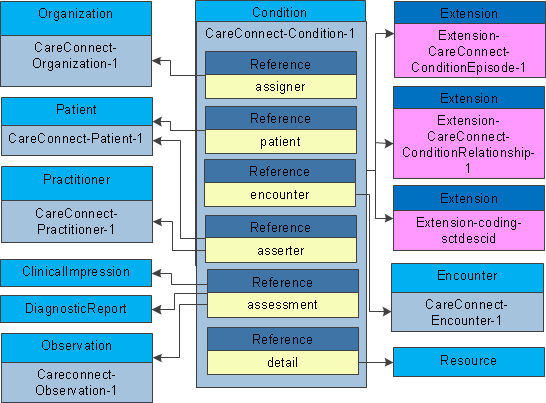 Organization
CareConnect-
Organization-1
Patient
CareConnect-Patient-1
Practitioner
CareConnect-
Practitioner-1
ClinicalImpression
DiagnosticReport
Observation
Careconnect-
Observation-1
Condition
CareConnect-Condition-1
Reference
assigner
Reference
patient
Reference
encounter
Reference
asserter
Reference
assessment
Reference
detail
Extension
Extension-
CareConnect-
ConditionEpisode-1
Extension
Extension-
CareConnect-
ConditionRelationship-
1
Extension
Extension-coding-
sctdescid
Encounter
CareConnect-
Encounter-1
Resource